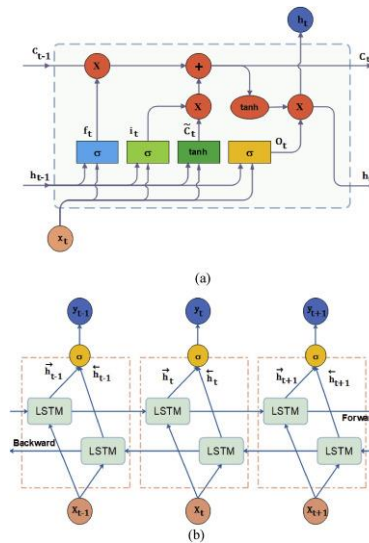 h_t
C_{t-1}
C_t
X
+
X
tanh
X
f_t
i_t
C̃_t
O_t
σ
σ
tanh
σ
h_{t-1}
h
x_t
(a)
y_{t-1}
y_t
y_{t+1}
σ
σ
σ
→h_{t-1}
←h_{t-1}
→h_t
←h_t
→h_{t+1}
←h_{t+1}
LSTM
LSTM
LSTM
Forwar
Backward
LSTM
LSTM
LSTM
X_{t-1}
X_t
X_{t+1}
(b)